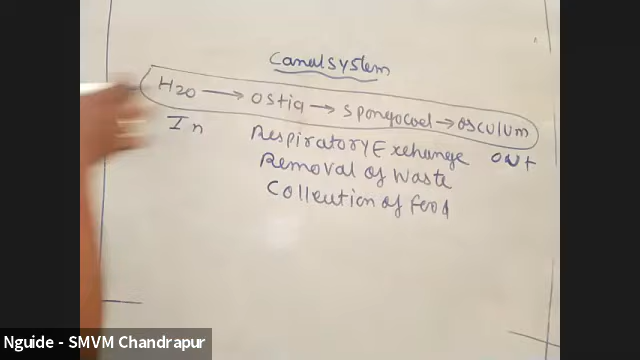 Canal system
H2O → ostia → spongocoel → osculum
In
Respiratory Exchange out
Removal of Waste
Collection of food
Nguide - SMVM Chandrapur